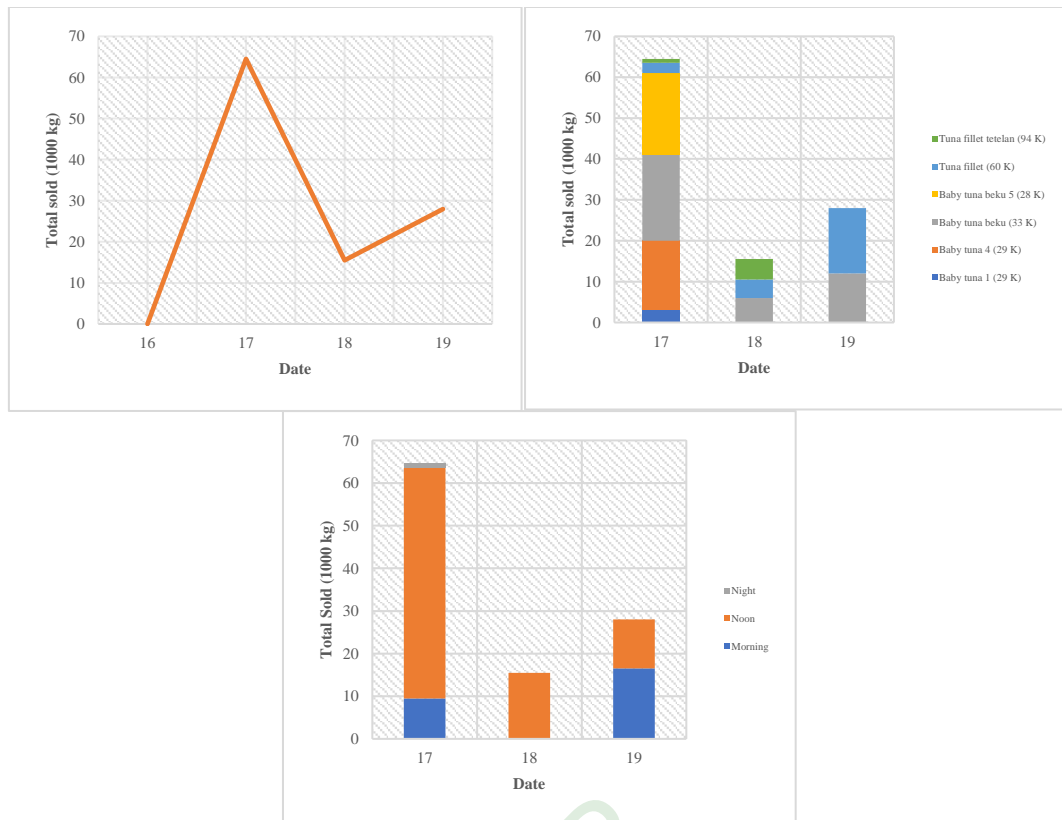 70
60
50
40
30
20
10
0
16 17 18 19
Total sold (1000 kg)
Date
70
60
50
40
30
20
10
0
17 18 19
Total sold (1000 kg)
Date
Tuna fillet tetelan (94 K)
Tuna fillet (60 K)
Baby tuna beku 5 (28 K)
Baby tuna beku (33 K)
Baby tuna 4 (29 K)
Baby tuna 1 (29 K)
70
60
50
40
30
20
10
0
17 18 19
Total Sold (1000 kg)
Date
Night
Noon
Morning